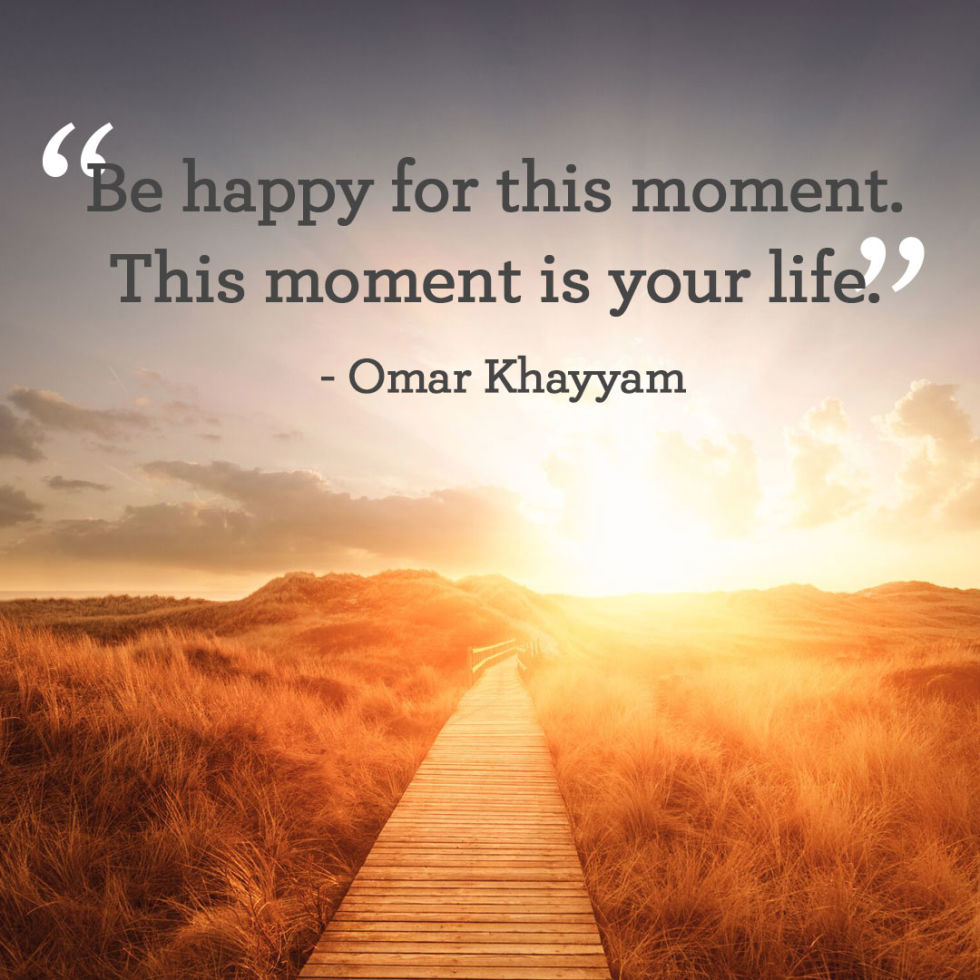 “Be happy for this moment.
This moment is your life.”
- Omar Khayyam